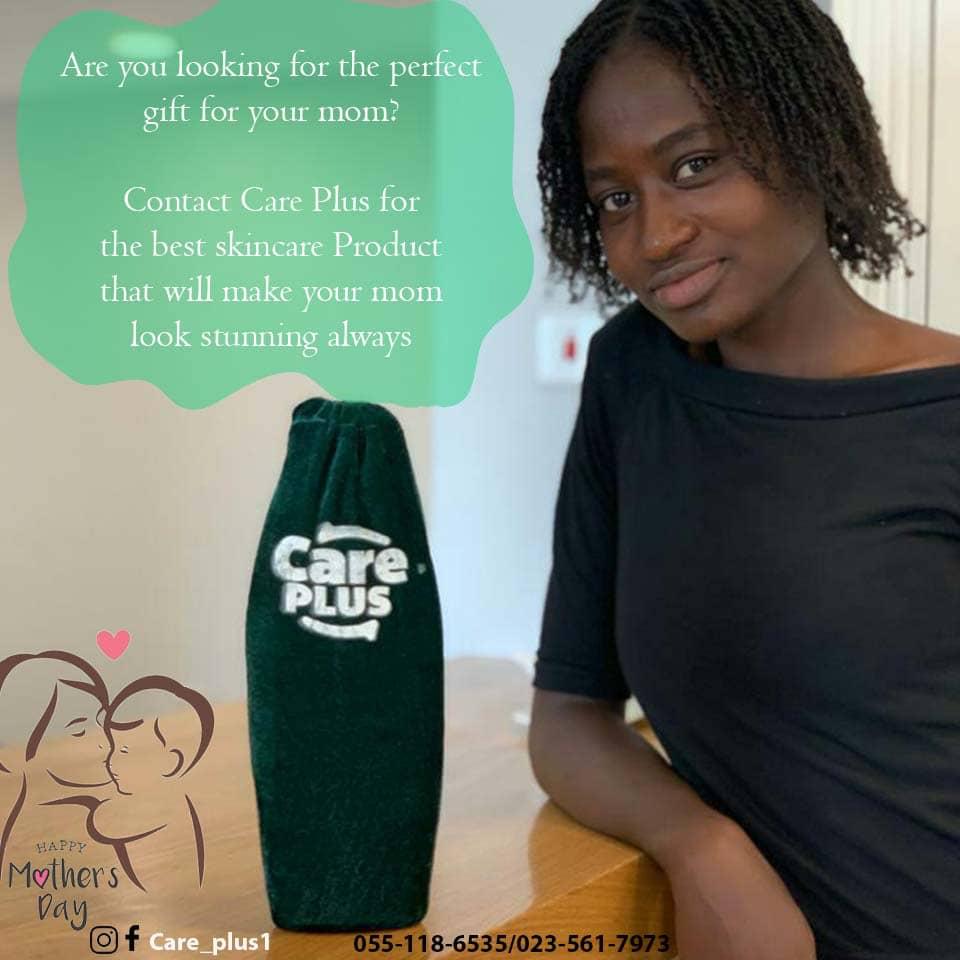 Are you looking for the perfect
gift for your mom?
Contact Care Plus for
the best skincare Product
that will make your mom
look stunning always
Care
PLUS
HAPPY
Mother's
Day
Care_plus1
055-118-6535/023-561-7973